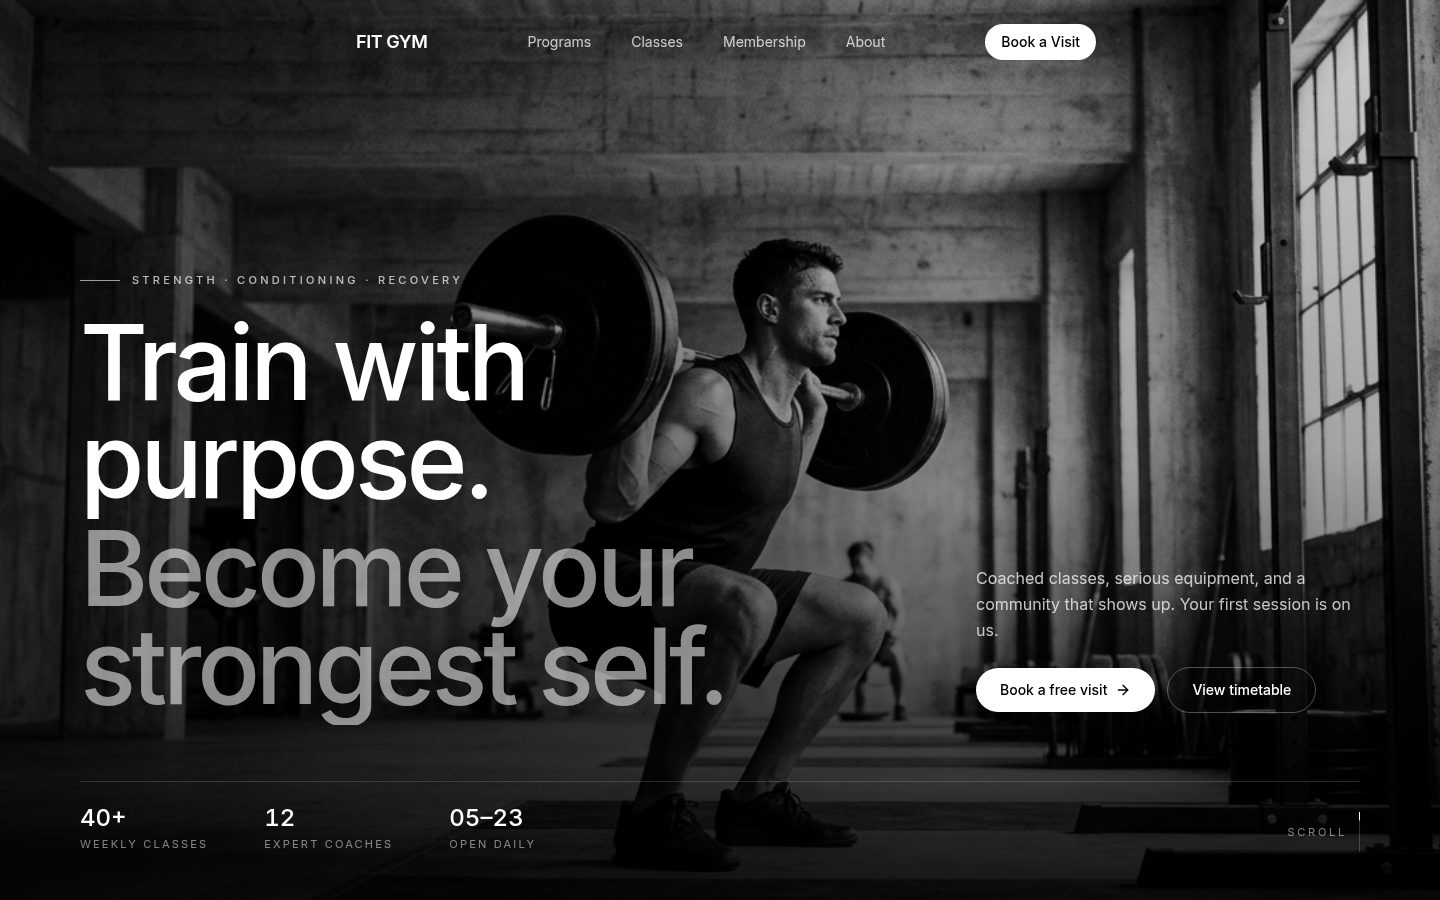 FIT GYM
Programs
Classes
Membership
About
Book a Visit
STRENGTH · CONDITIONING · RECOVERY
Train with
purpose.
Become your
strongest self.
Coached classes, serious equipment, and a
community that shows up. Your first session is on
us.
Book a free visit →
View timetable
40+
WEEKLY CLASSES
12
EXPERT COACHES
05–23
OPEN DAILY
SCROLL